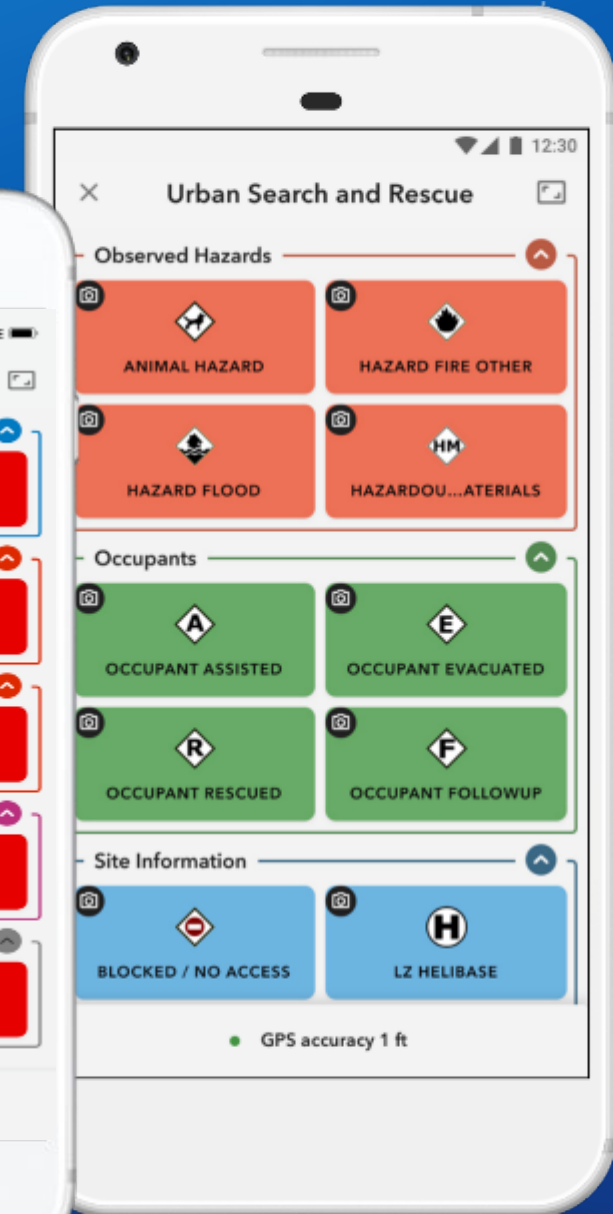 12:30
Urban Search and Rescue
Observed Hazards
ANIMAL HAZARD
HAZARD FIRE OTHER
HM
HAZARD FLOOD
HAZARDOU...ATERIALS
Occupants
A
E
OCCUPANT ASSISTED
OCCUPANT EVACUATED
R
F
OCCUPANT RESCUED
OCCUPANT FOLLOWUP
Site Information
H
BLOCKED / NO ACCESS
LZ HELIBASE
GPS accuracy 1 ft